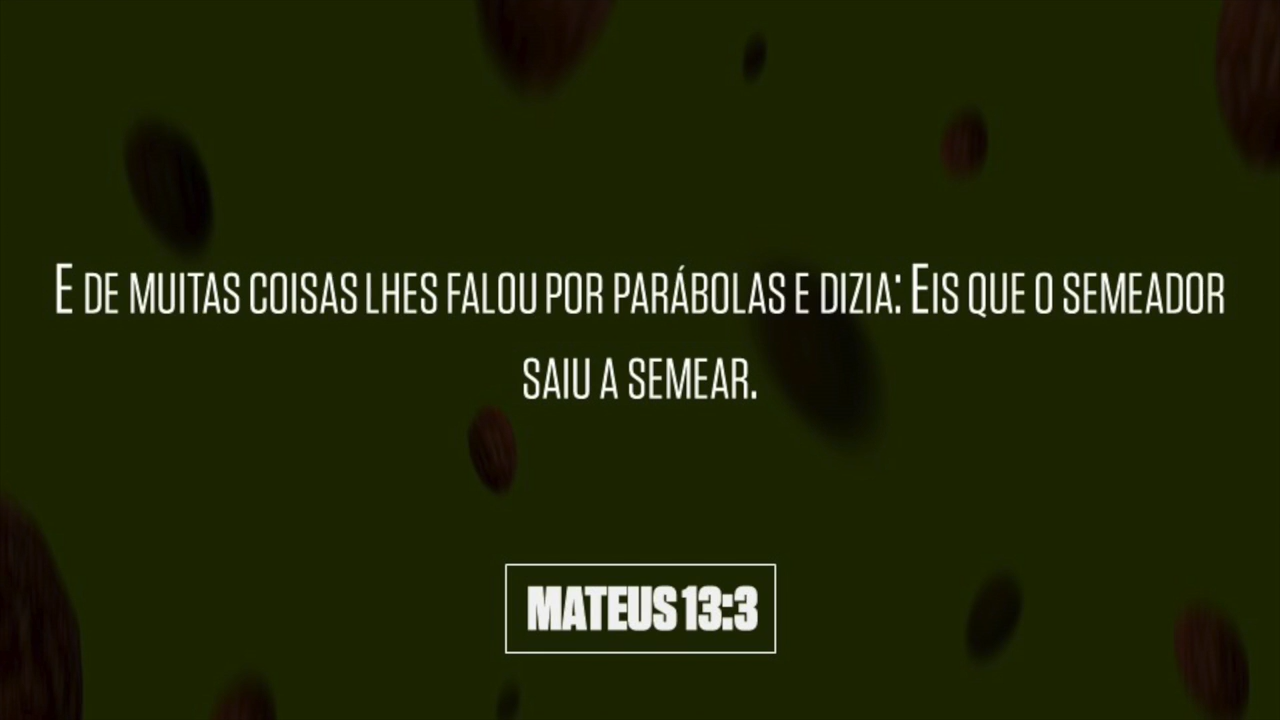 E de muitas coisas lhes falou por parábolas e dizia: Eis que o semeador
saiu a semear.
MATEUS 13:3